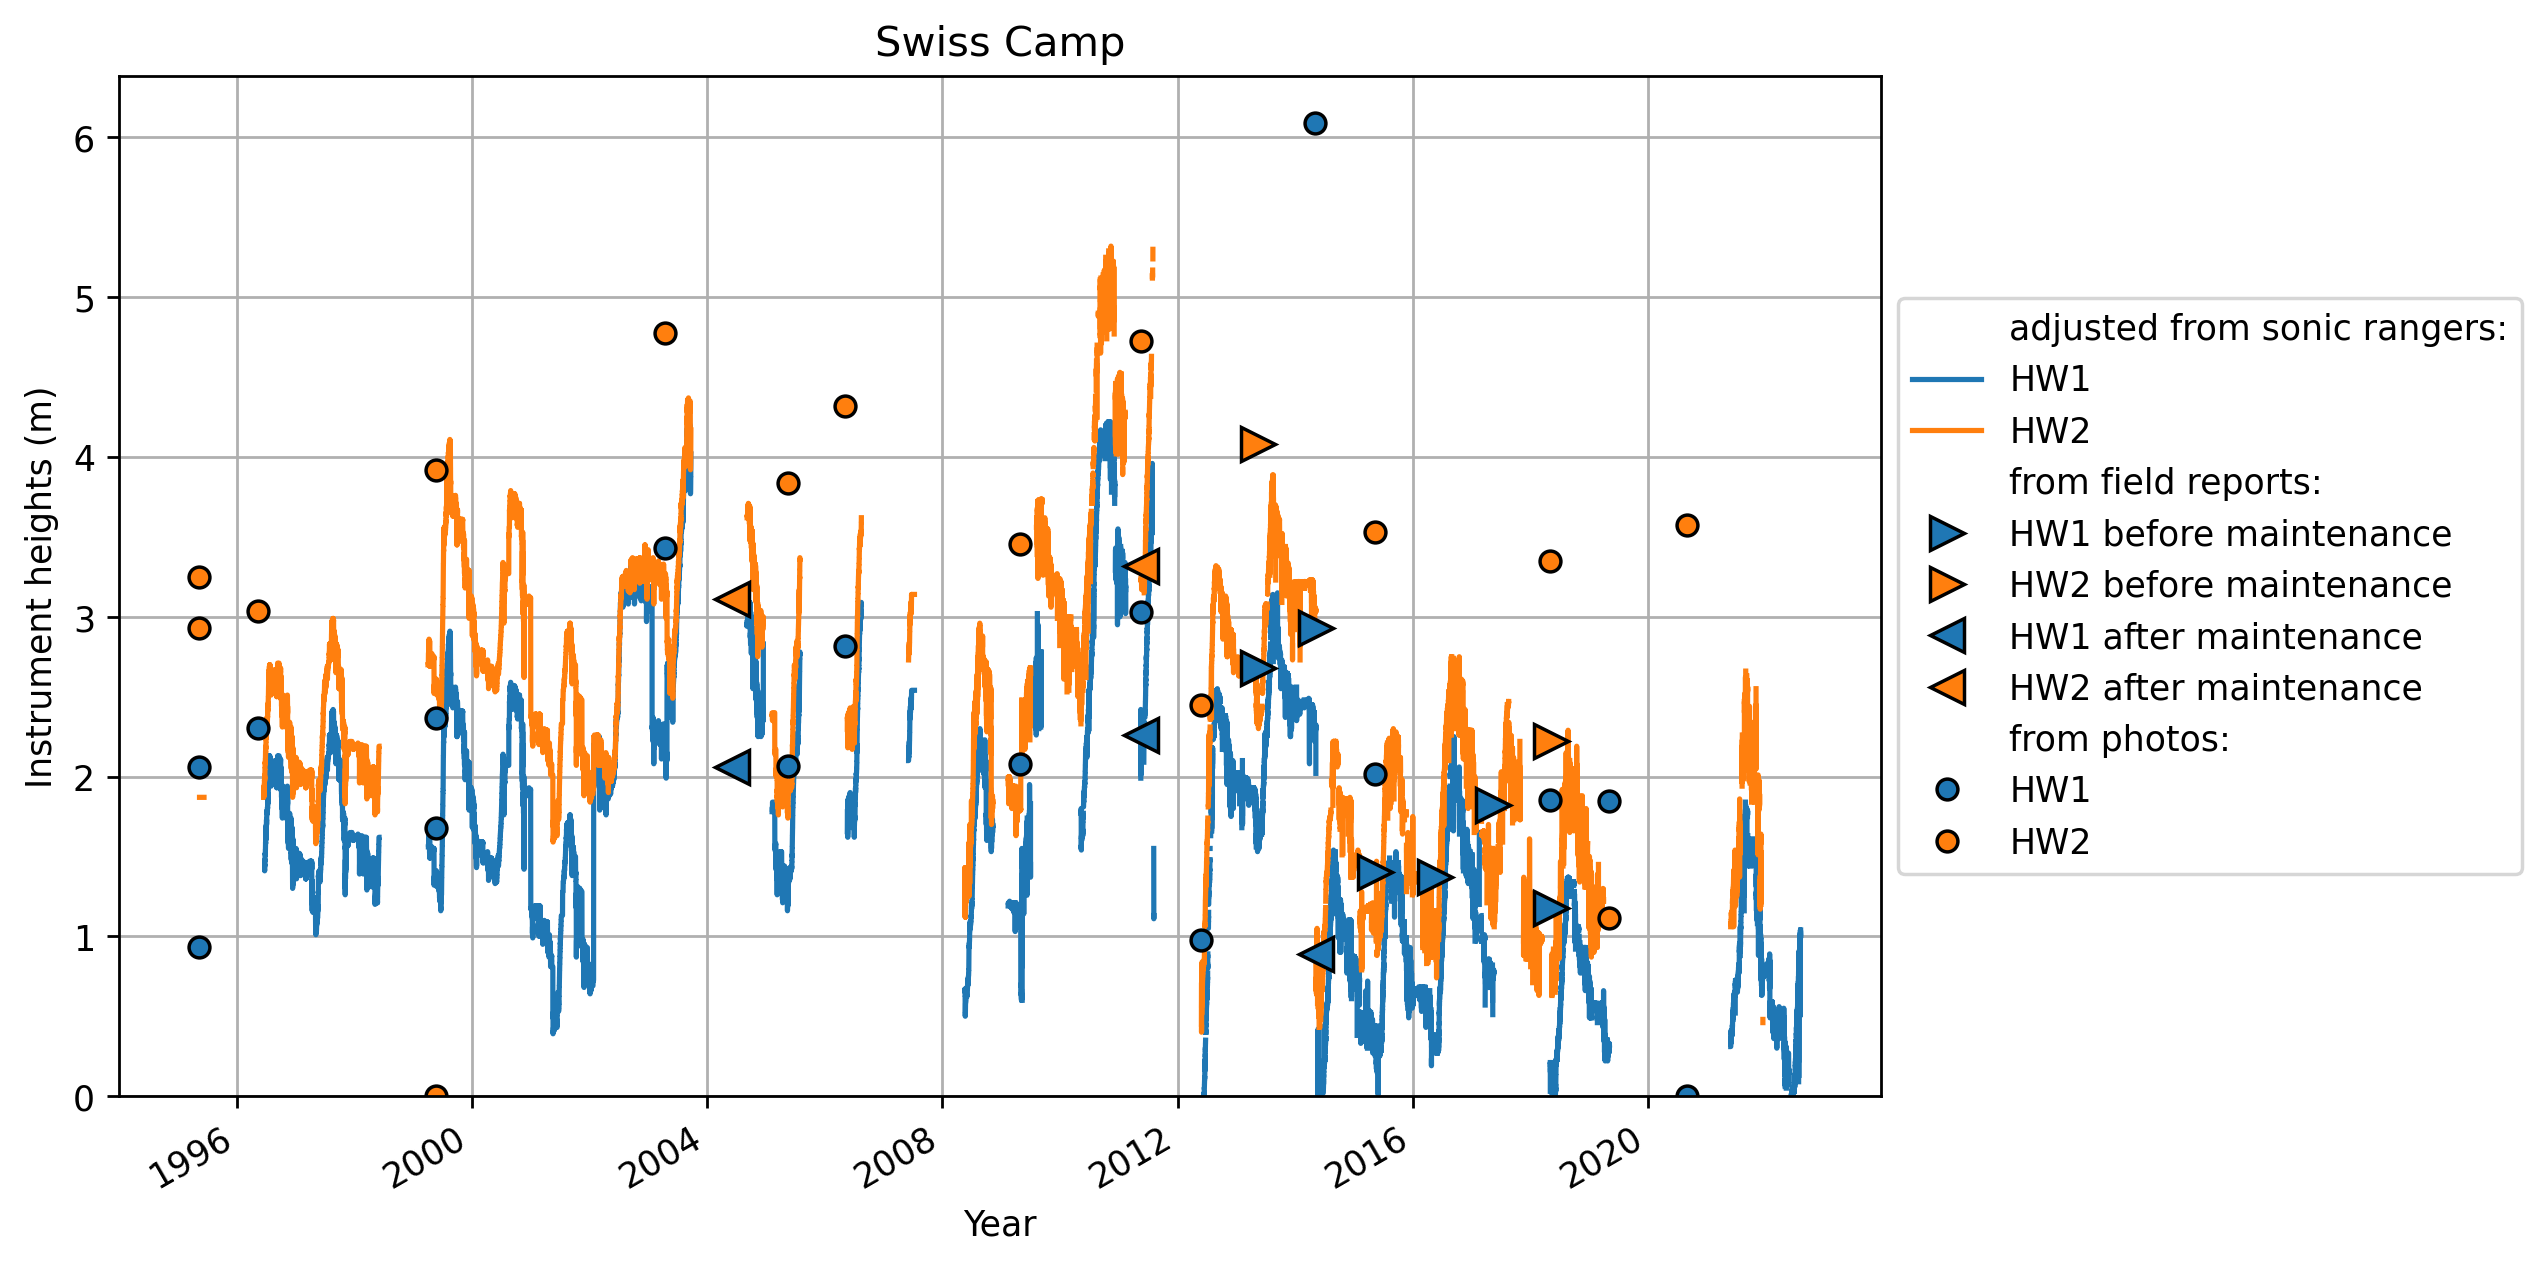 Swiss Camp
Instrument heights (m)
6
5
4
3
2
1
0
1996
2000
2004
2008
2012
2016
2020
Year
adjusted from sonic rangers:
HW1
HW2
from field reports:
HW1 before maintenance
HW2 before maintenance
HW1 after maintenance
HW2 after maintenance
from photos:
HW1
HW2